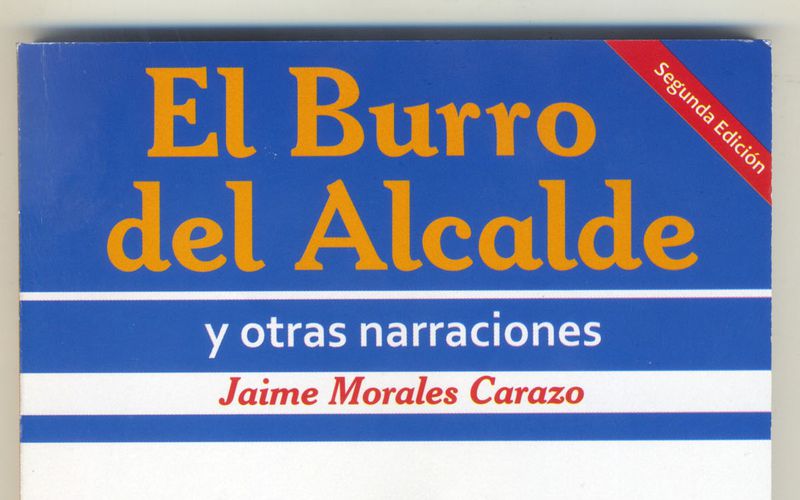 El Burro
del Alcalde
Segunda Edición
y otras narraciones
Jaime Morales Carazo